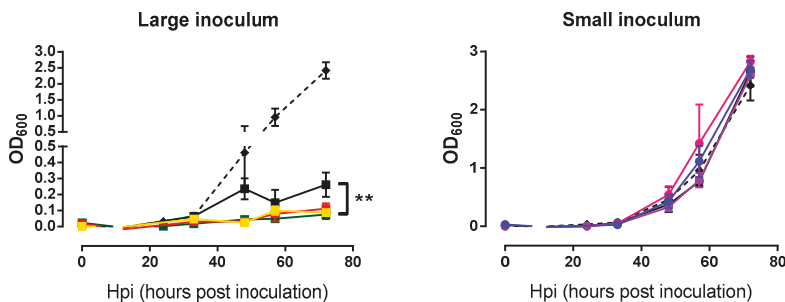 Large inoculum
3.0
2.5
2.0
1.5
1.0
0.5
0.5
0.4
0.3
0.2
0.1
0.0
OD600
**
0 20 40 60 80
Hpi (hours post inoculation)
Small inoculum
3
2
1
0
OD600
0 20 40 60 80
Hpi (hours post inoculation)